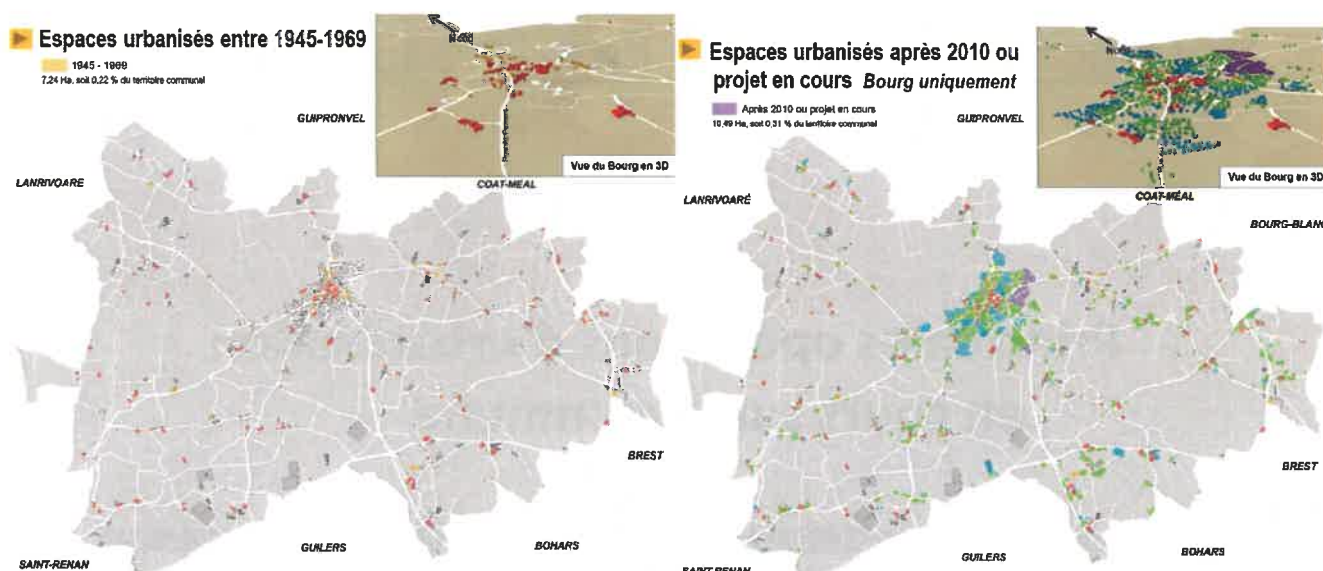 Espaces urbanisés entre 1945-1969
1945 - 1969
7,24 Ha, soit 0,22 % du territoire communal
Vue du Bourg en 3D
GUIPRONVEL
LANRIVOARE
COAT-MEAL
BREST
GUILERS
BOHARS
SAINT-RENAN
Espaces urbanisés après 2010 ou
projet en cours Bourg uniquement
Après 2010 ou projet en cours
10,49 Ha, soit 0,31 % du territoire communal
Vue du Bourg en 3D
GUIPRONVEL
LANRIVOARÉ
COAT-MÉAL
BOURG-BLANC
BREST
GUILERS
BOHARS
SAINT-RENAN